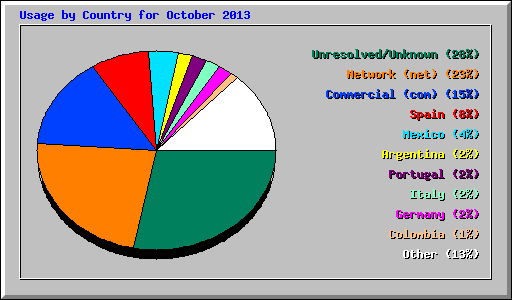 Usage by Country for October 2013
Unresolved/Unknown (28%)
Network (net) (23%)
Commercial (com) (15%)
Spain (8%)
Mexico (4%)
Argentina (2%)
Portugal (2%)
Italy (2%)
Germany (2%)
Colombia (1%)
Other (13%)